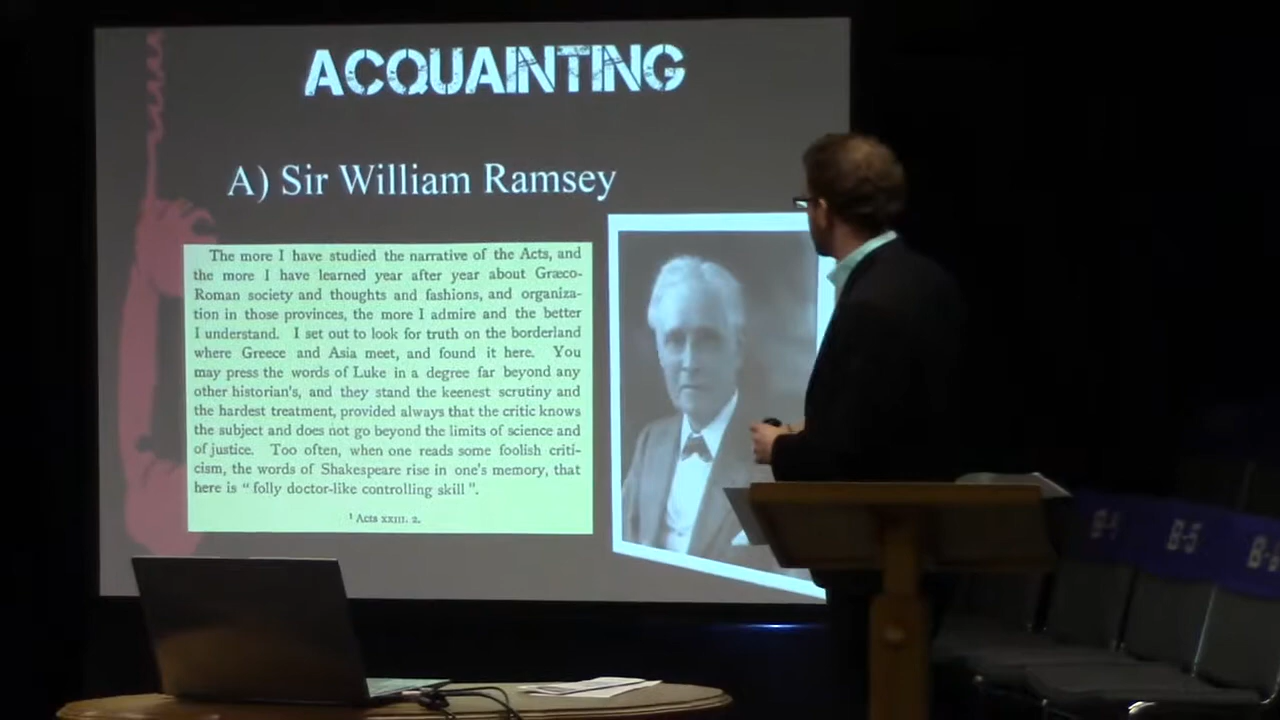 ACQUAINTING
A) Sir William Ramsey
The more I have studied the narrative of the Acts, and
the more I have learned year after year about Græco-
Roman society and thoughts and fashions, and organiza-
tion in those provinces, the more I admire and the better
I understand. I set out to look for truth on the borderland
where Greece and Asia meet, and found it here. You
may press the words of Luke in a degree far beyond any
other historian's, and they stand the keenest scrutiny and
the hardest treatment, provided always that the critic knows
the subject and does not go beyond the limits of science and
of justice. Too often, when one reads some foolish criti-
cism, the words of Shakespeare rise in one's memory, that
here is "folly doctor-like controlling skill".
¹ Acts XXIII. 2.
B-5